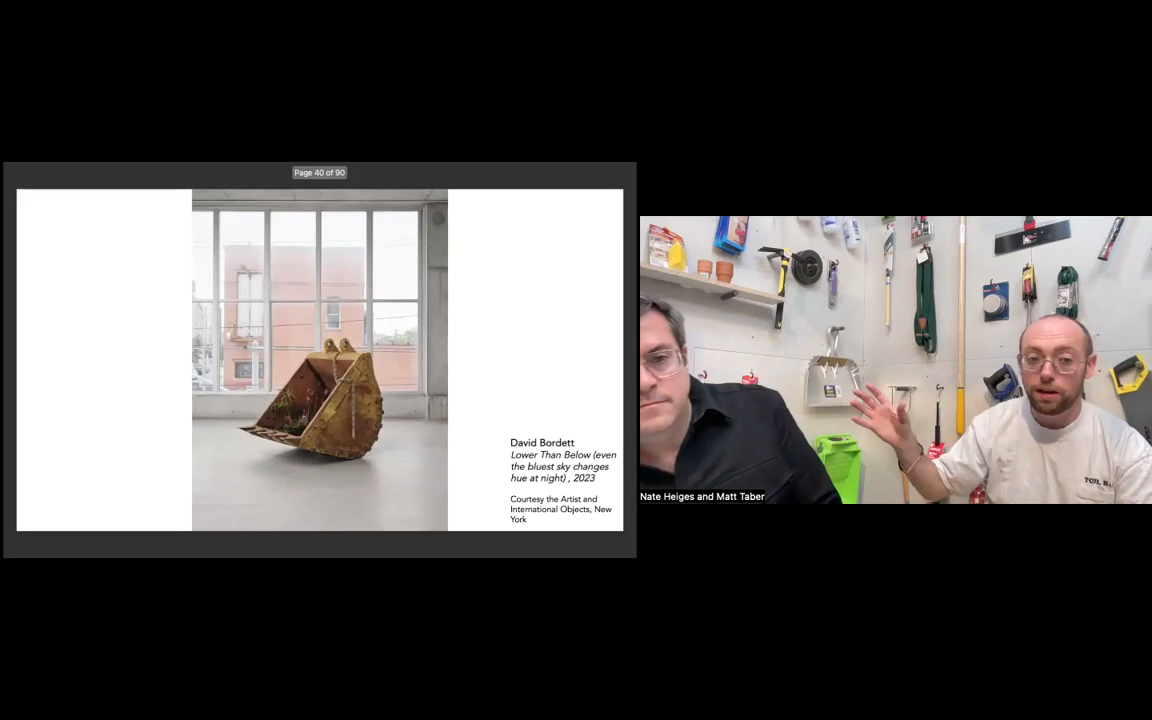 Page 40 of 90
David Bordett
Lower Than Below (even
the bluest sky changes
hue at night) , 2023
Courtesy the Artist and
International Objects, New
York
Nate Heiges and Matt Taber